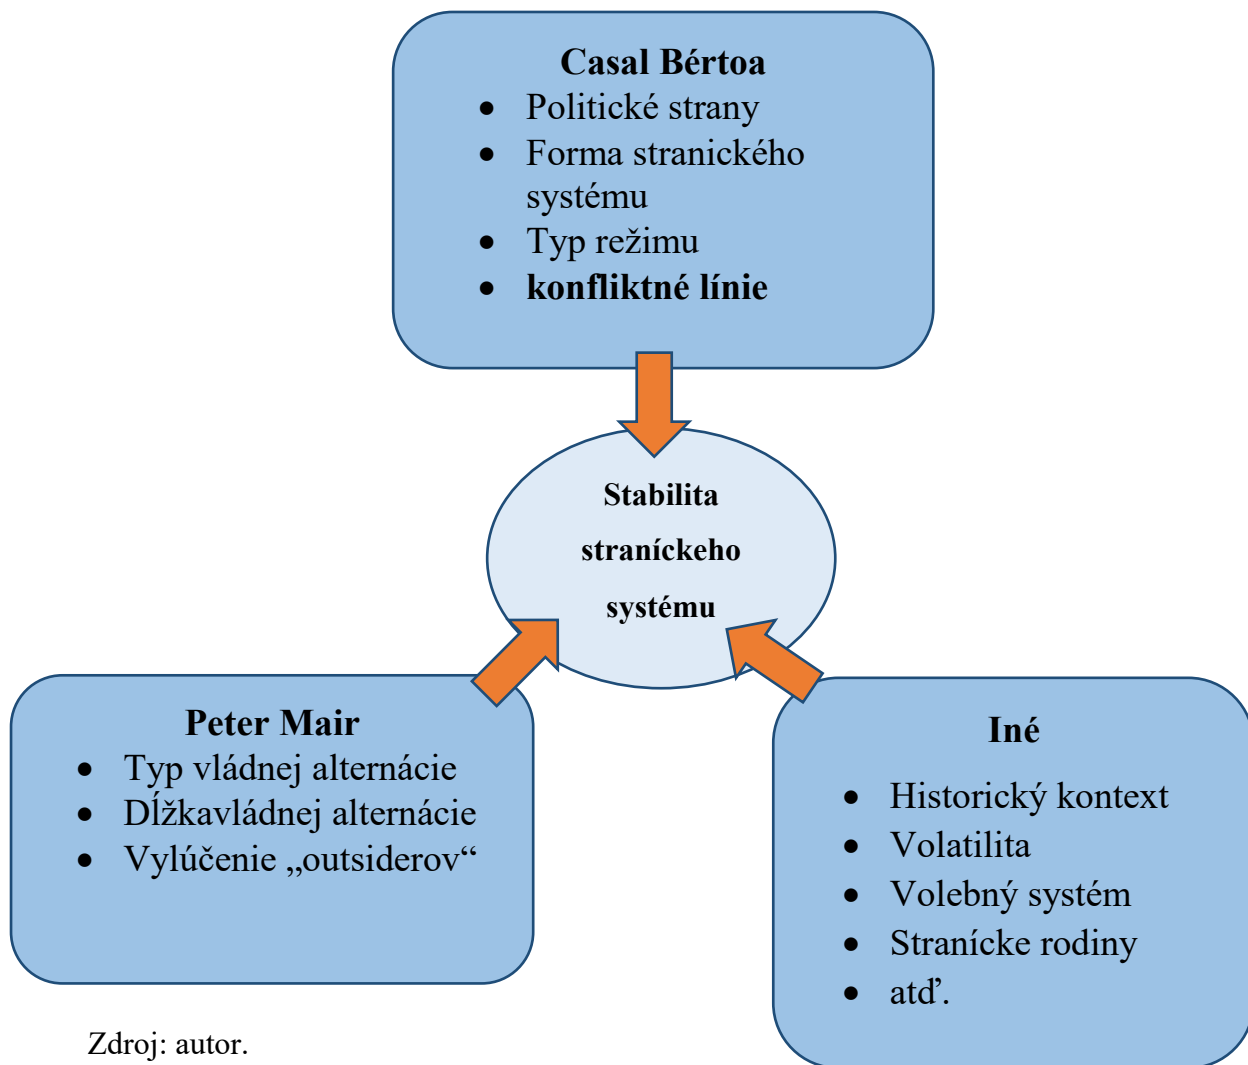 Casal Bértoa
• Politické strany
• Forma stranického
systému
• Typ režimu
• konfliktné línie
Stabilita
straníckeho
systému
Peter Mair
• Typ vládnej alternácie
• Dĺžkavládnej alternácie
• Vylúčenie „outsiderov“
Iné
• Historický kontext
• Volatilita
• Volebný systém
• Stranícke rodiny
• atď.
Zdroj: autor.